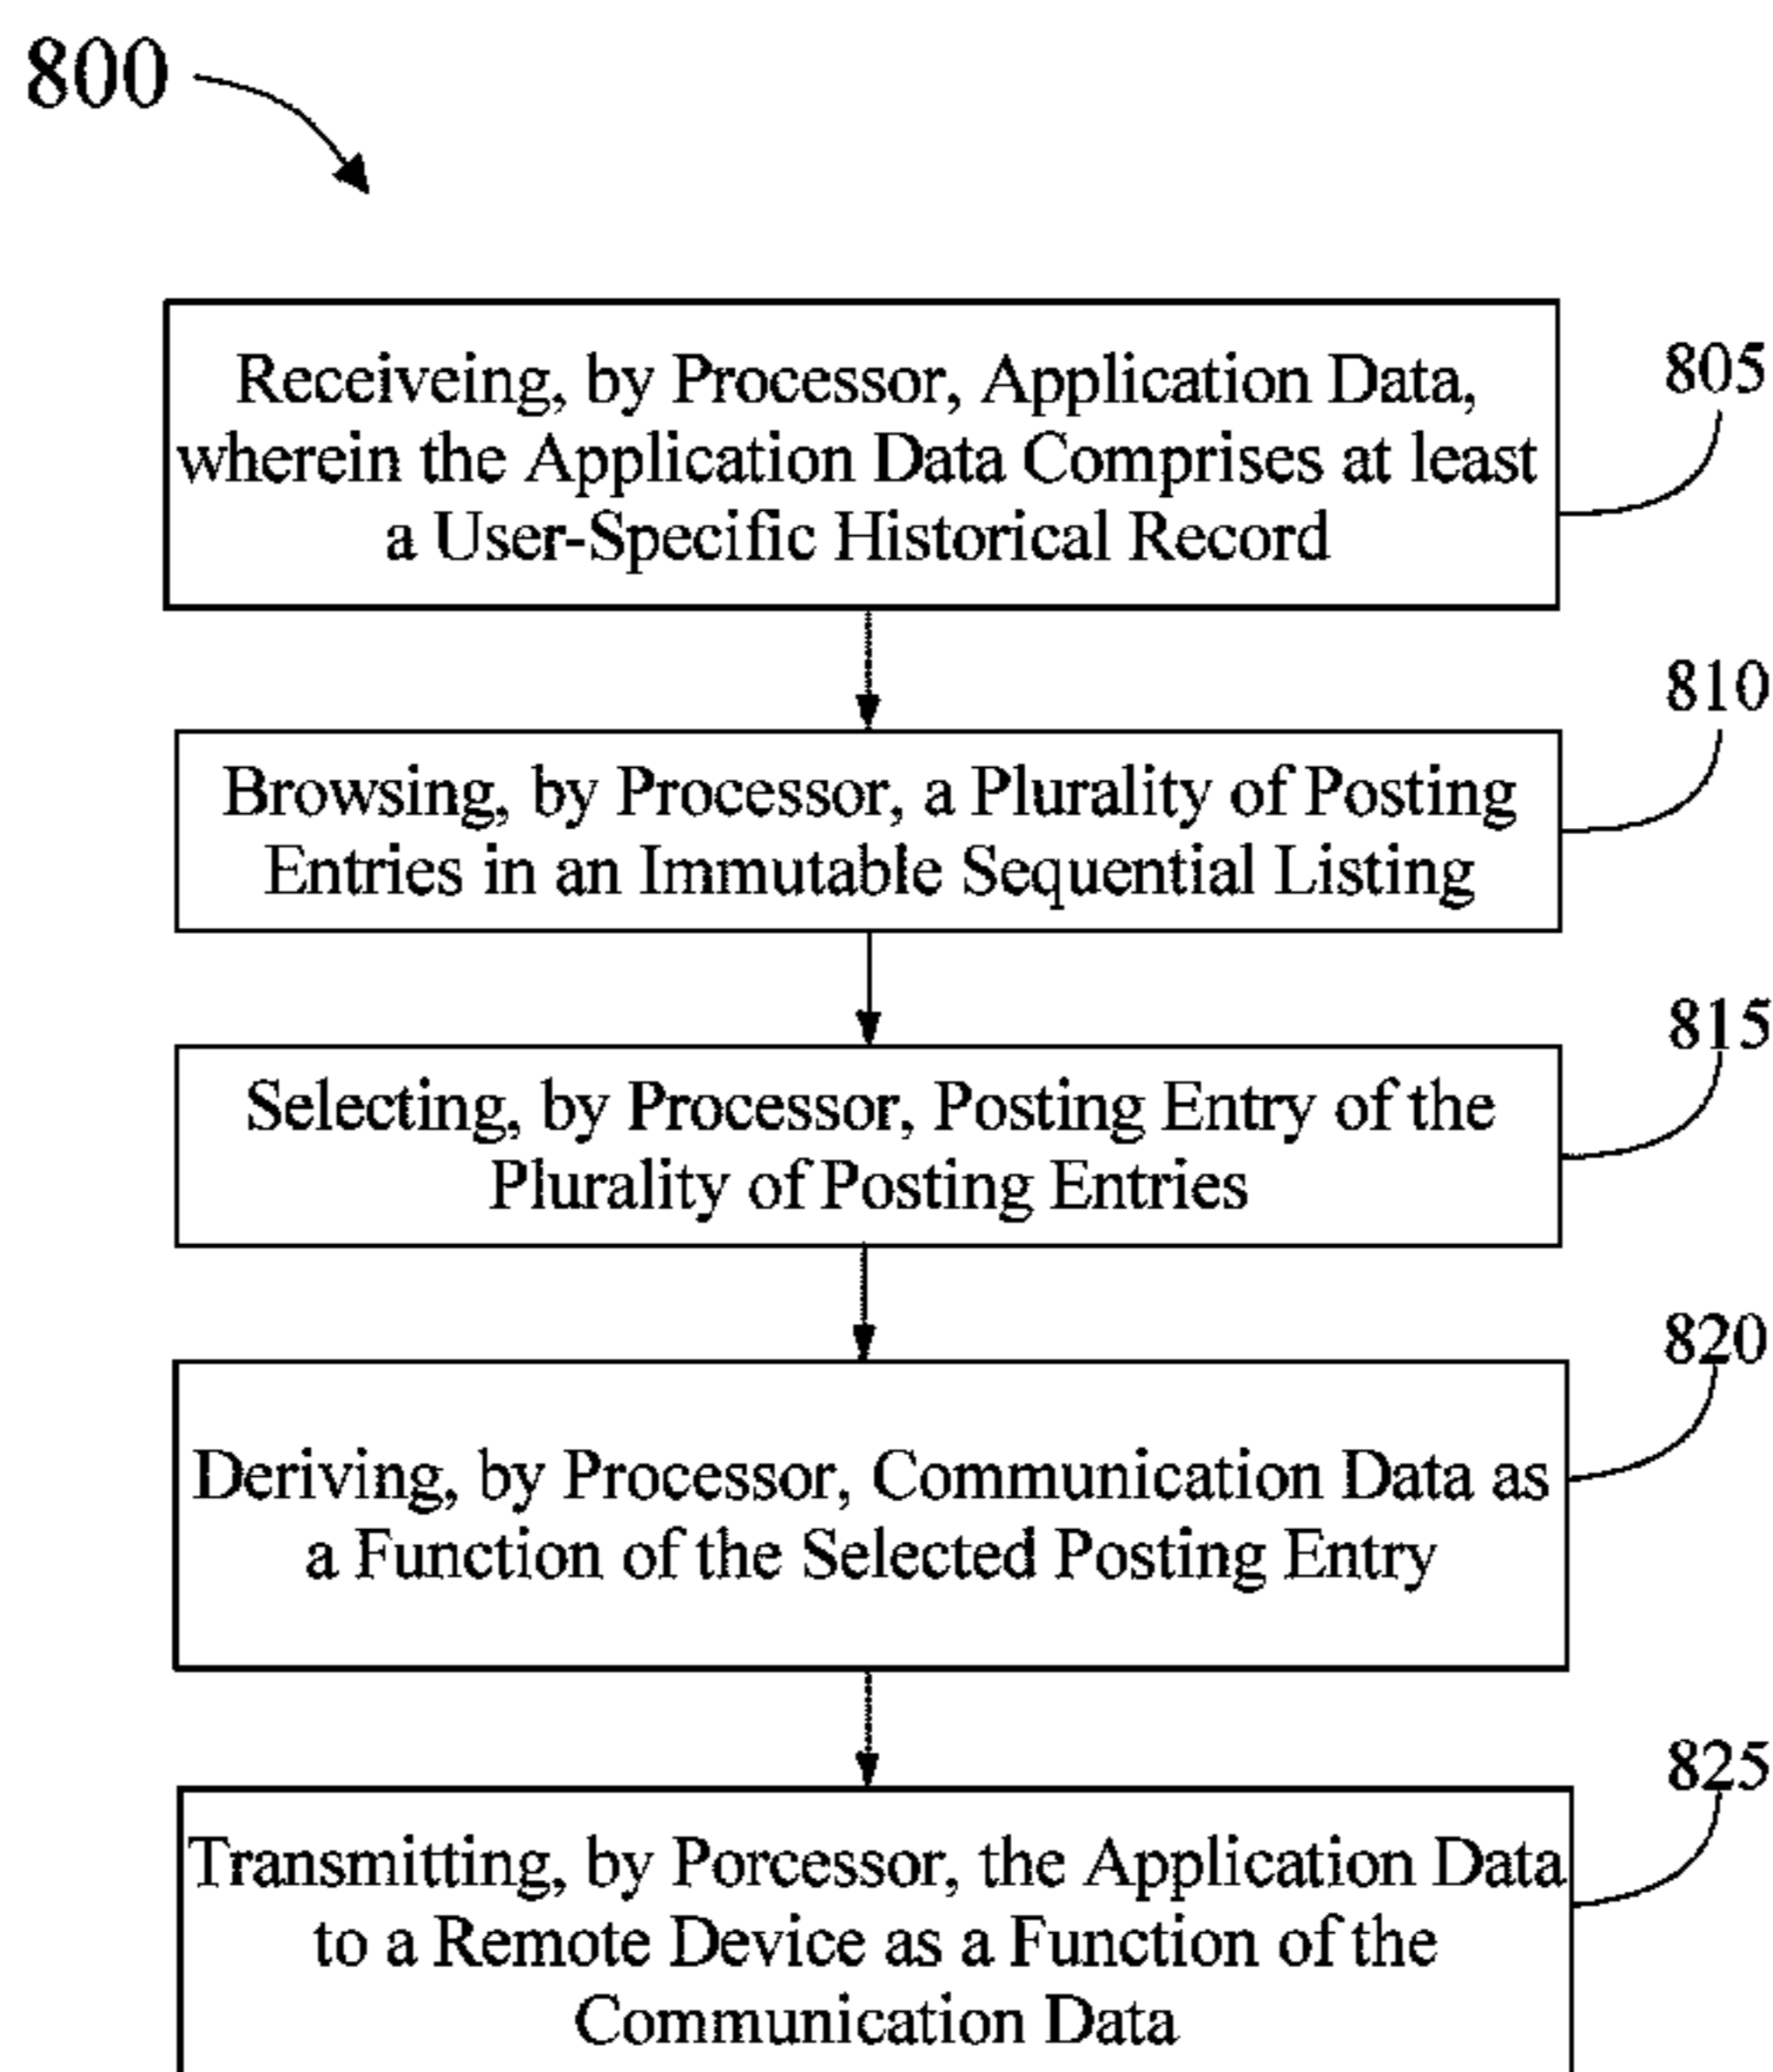 800
Receiveing, by Processor, Application Data,
wherein the Application Data Comprises at least
a User-Specific Historical Record
805
Browsing, by Processor, a Plurality of Posting
Entries in an Immutable Sequential Listing
810
Selecting, by Processor, Posting Entry of the
Plurality of Posting Entries
815
Deriving, by Processor, Communication Data as
a Function of the Selected Posting Entry
820
Transmitting, by Porcessor, the Application Data
to a Remote Device as a Function of the
Communication Data
825